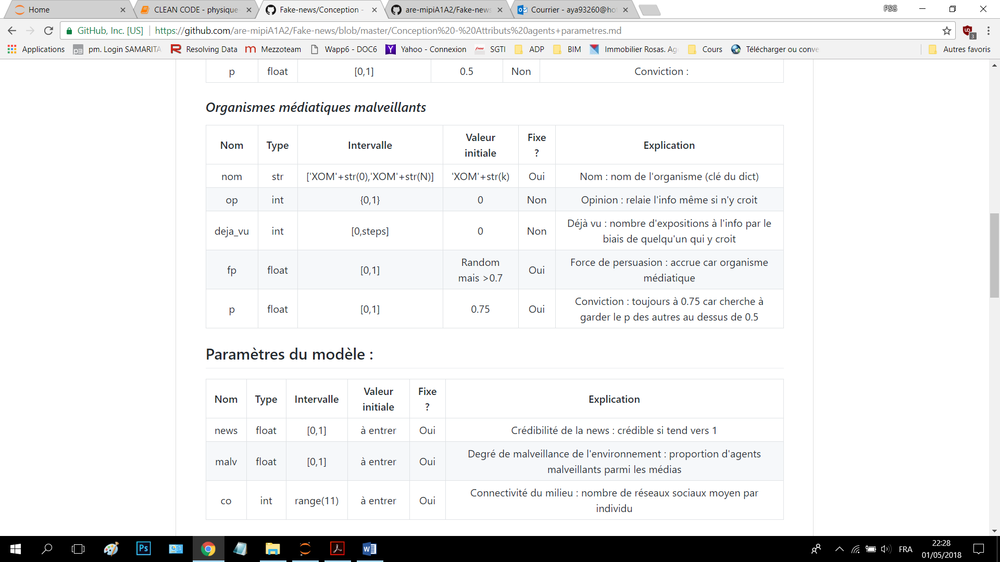 Home
CLEAN CODE - physique
Fake-news/Conception -
are-mipiA1A2/Fake-news
Courrier - aya93260@ho
PSG
GitHub, Inc. [US]
https://github.com/are-mipiA1A2/Fake-news/blob/master/Conception%20-%20Attributs%20agents+parametres.md
3
Applications
pm. Login SAMARITA
Resolving Data
Mezzoteam
Wapp6 - DOC6
Yahoo - Connexion
SGTI
ADP
BIM
Immobilier Rosas. Ag
Cours
Télécharger ou conve
Autres favoris
p float [0,1] 0.5 Non Conviction :
Organismes médiatiques malveillants
Nom Type Intervalle Valeur initiale Fixe ? Explication
nom str ['XOM'+str(0),'XOM'+str(N)] 'XOM'+str(k) Oui Nom : nom de l'organisme (clé du dict)
op int {0,1} 0 Non Opinion : relaie l'info même si n'y croit
deja_vu int [0,steps] 0 Non Déjà vu : nombre d'expositions à l'info par le
biais de quelqu'un qui y croit
fp float [0,1] Random mais >0.7 Oui Force de persuasion : accrue car organisme
médiatique
p float [0,1] 0.75 Oui Conviction : toujours à 0.75 car cherche à
garder le p des autres au dessus de 0.5
Paramètres du modèle :
Nom Type Intervalle Valeur initiale Fixe ? Explication
news float [0,1] à entrer Oui Crédibilité de la news : crédible si tend vers 1
malv float [0,1] à entrer Oui Degré de malveillance de l'environnement : proportion d'agents
malveillants parmi les médias
co int range(11) à entrer Oui Connectivité du milieu : nombre de réseaux sociaux moyen par
individu
Ps
FRA
22:28
01/05/2018